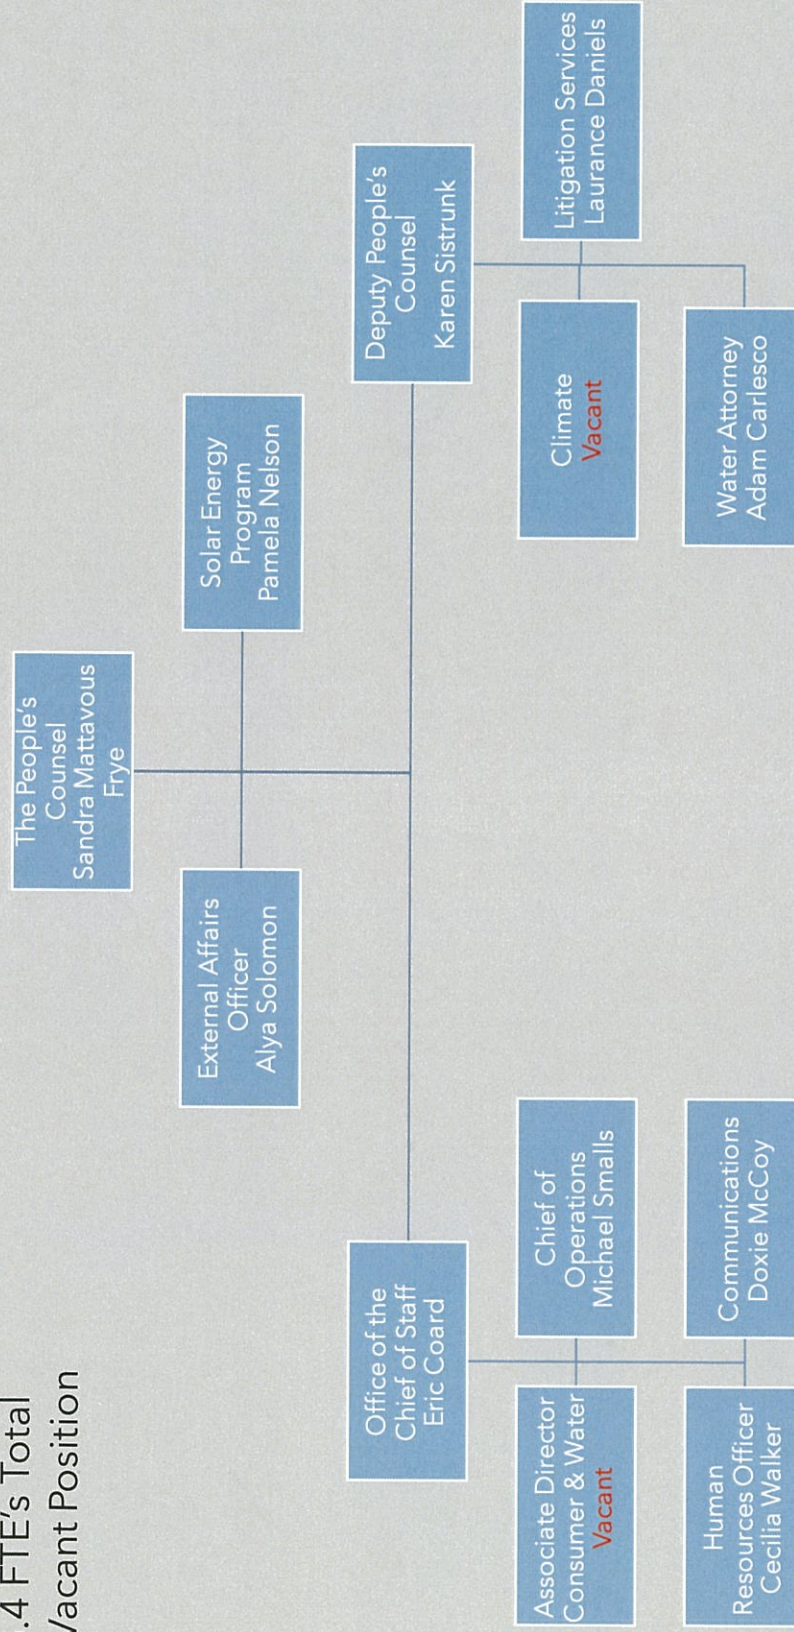 .4 FTE's Total
Vacant Position
The People's
Counsel
Sandra Mattavous
Frye
External Affairs
Officer
Alya Solomon
Solar Energy
Program
Pamela Nelson
Office of the
Chief of Staff
Eric Coard
Deputy People's
Counsel
Karen Sistrunk
Associate Director
Consumer & Water
Vacant
Chief of
Operations
Michael Smalls
Climate
Vacant
Litigation Services
Laurance Daniels
Human
Resources Officer
Cecilia Walker
Communications
Doxie McCoy
Water Attorney
Adam Carlesco